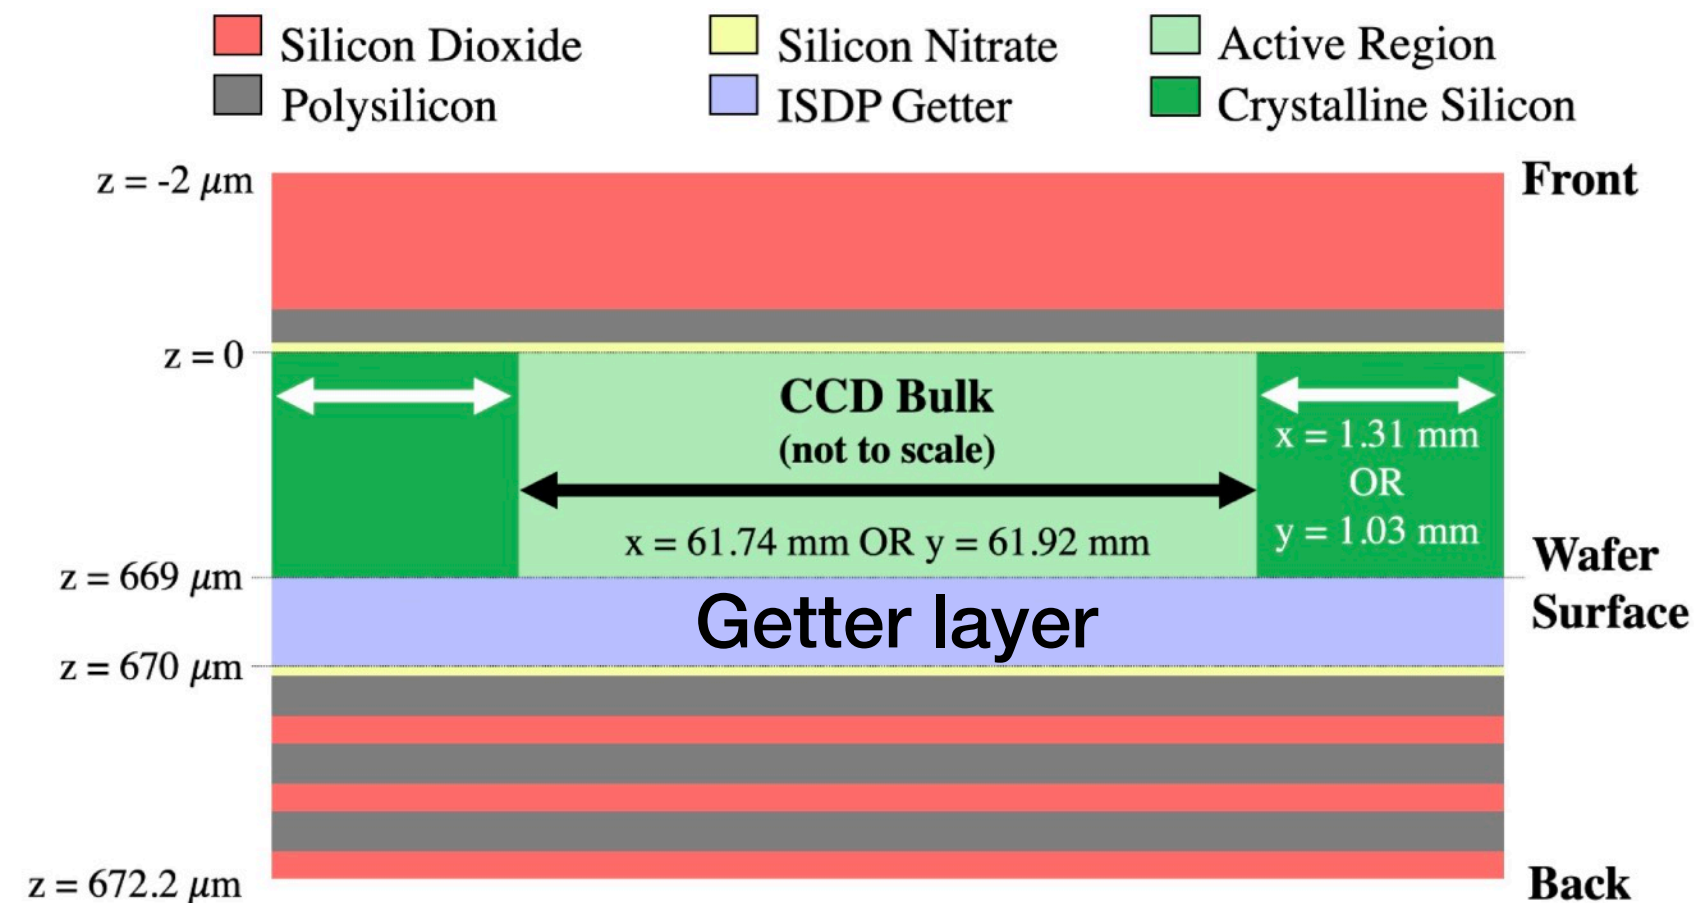 Silicon Dioxide
Silicon Nitrate
Active Region
Polysilicon
ISDP Getter
Crystalline Silicon
z = -2 μm
Front
z = 0
CCD Bulk
(not to scale)
x = 61.74 mm OR y = 61.92 mm
x = 1.31 mm
OR
y = 1.03 mm
Wafer
Surface
z = 669 μm
Getter layer
z = 670 μm
z = 672.2 μm
Back